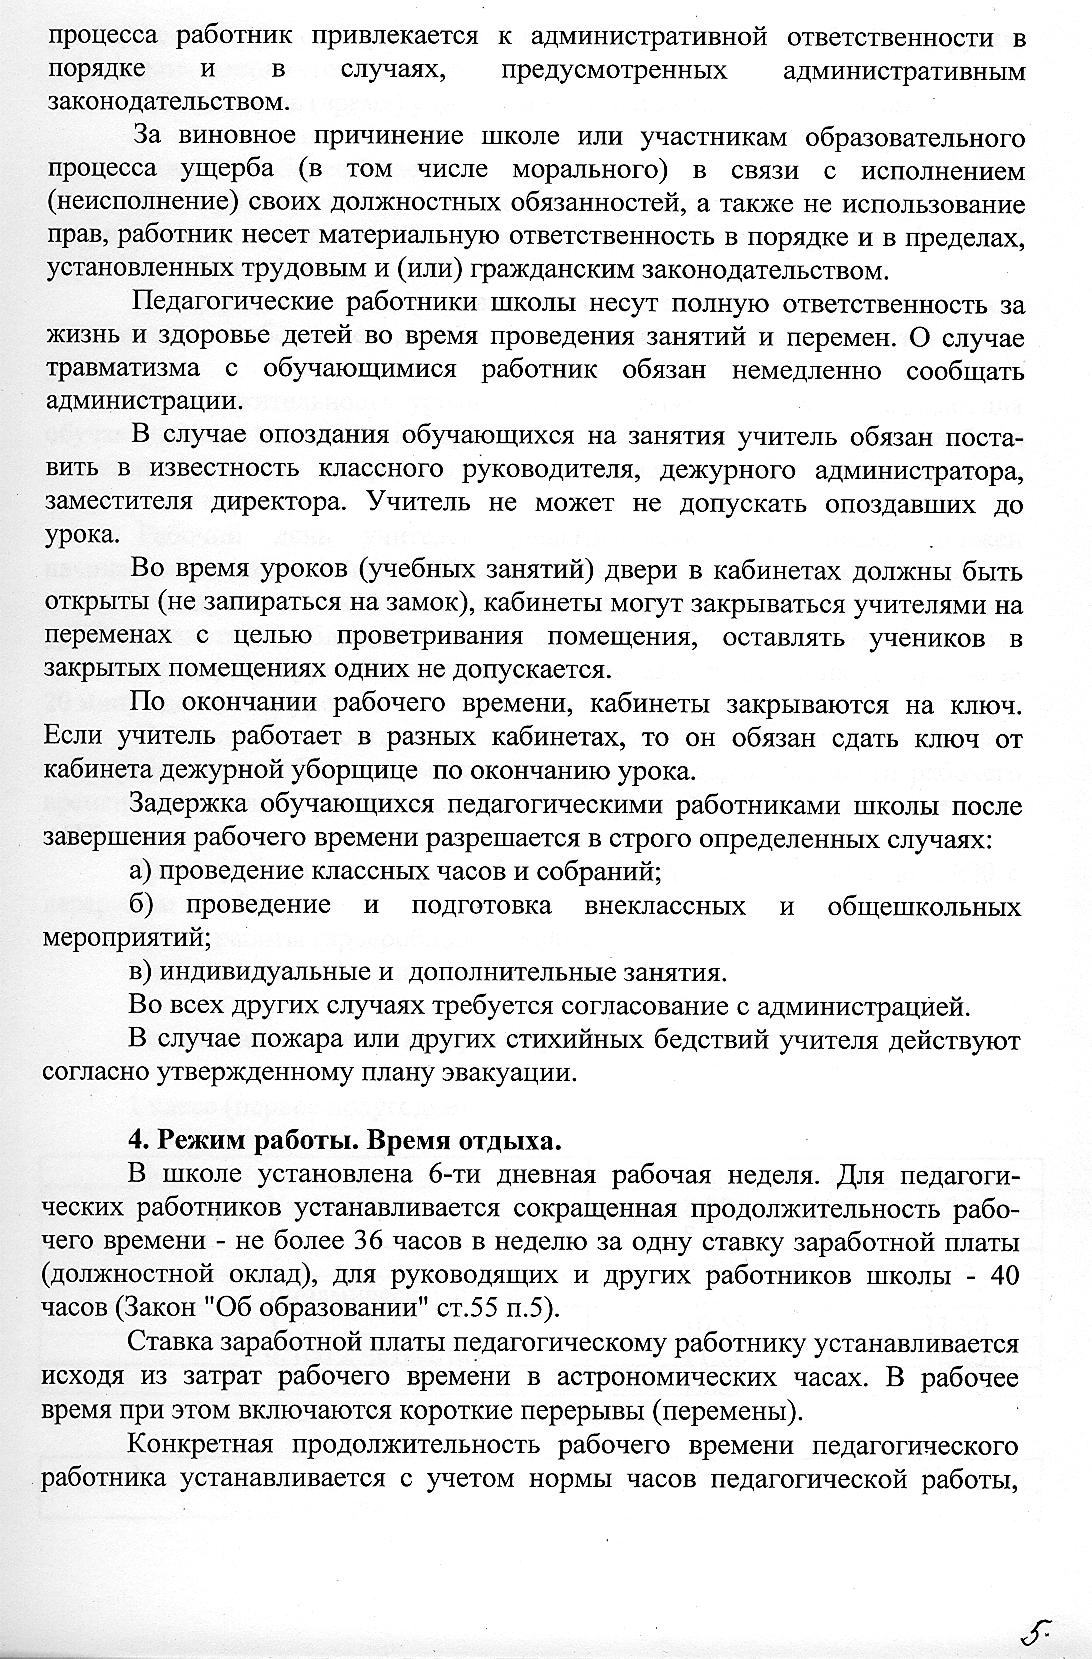 процесса работник привлекается к административной ответственности в
порядке и в случаях, предусмотренных административным
законодательством.
За виновное причинение школе или участникам образовательного
процесса ущерба (в том числе морального) в связи с исполнением
(неисполнение) своих должностных обязанностей, а также не использование
прав, работник несет материальную ответственность в порядке и в пределах,
установленных трудовым и (или) гражданским законодательством.
Педагогические работники школы несут полную ответственность за
жизнь и здоровье детей во время проведения занятий и перемен. О случае
травматизма с обучающимися работник обязан немедленно сообщать
администрации.
В случае опоздания обучающихся на занятия учитель обязан поста-
вить в известность классного руководителя, дежурного администратора,
заместителя директора. Учитель не может не допускать опоздавших до
урока.
Во время уроков (учебных занятий) двери в кабинетах должны быть
открыты (не запираться на замок), кабинеты могут закрываться учителями на
переменах с целью проветривания помещения, оставлять учеников в
закрытых помещениях одних не допускается.
По окончании рабочего времени, кабинеты закрываются на ключ.
Если учитель работает в разных кабинетах, то он обязан сдать ключ от
кабинета дежурной уборщице по окончанию урока.
Задержка обучающихся педагогическими работниками школы после
завершения рабочего времени разрешается в строго определенных случаях:
а) проведение классных часов и собраний;
б) проведение и подготовка внеклассных и общешкольных
мероприятий;
в) индивидуальные и дополнительные занятия.
Во всех других случаях требуется согласование с администрацией.
В случае пожара или других стихийных бедствий учителя действуют
согласно утвержденному плану эвакуации.
4. Режим работы. Время отдыха.
В школе установлена 6-ти дневная рабочая неделя. Для педагоги-
ческих работников устанавливается сокращенная продолжительность рабо-
чего времени - не более 36 часов в неделю за одну ставку заработной платы
(должностной оклад), для руководящих и других работников школы - 40
часов (Закон "Об образовании" ст.55 п.5).
Ставка заработной платы педагогическому работнику устанавливается
исходя из затрат рабочего времени в астрономических часах. В рабочее
время при этом включаются короткие перерывы (перемены).
Конкретная продолжительность рабочего времени педагогического
работника устанавливается с учетом нормы часов педагогической работы,
5.